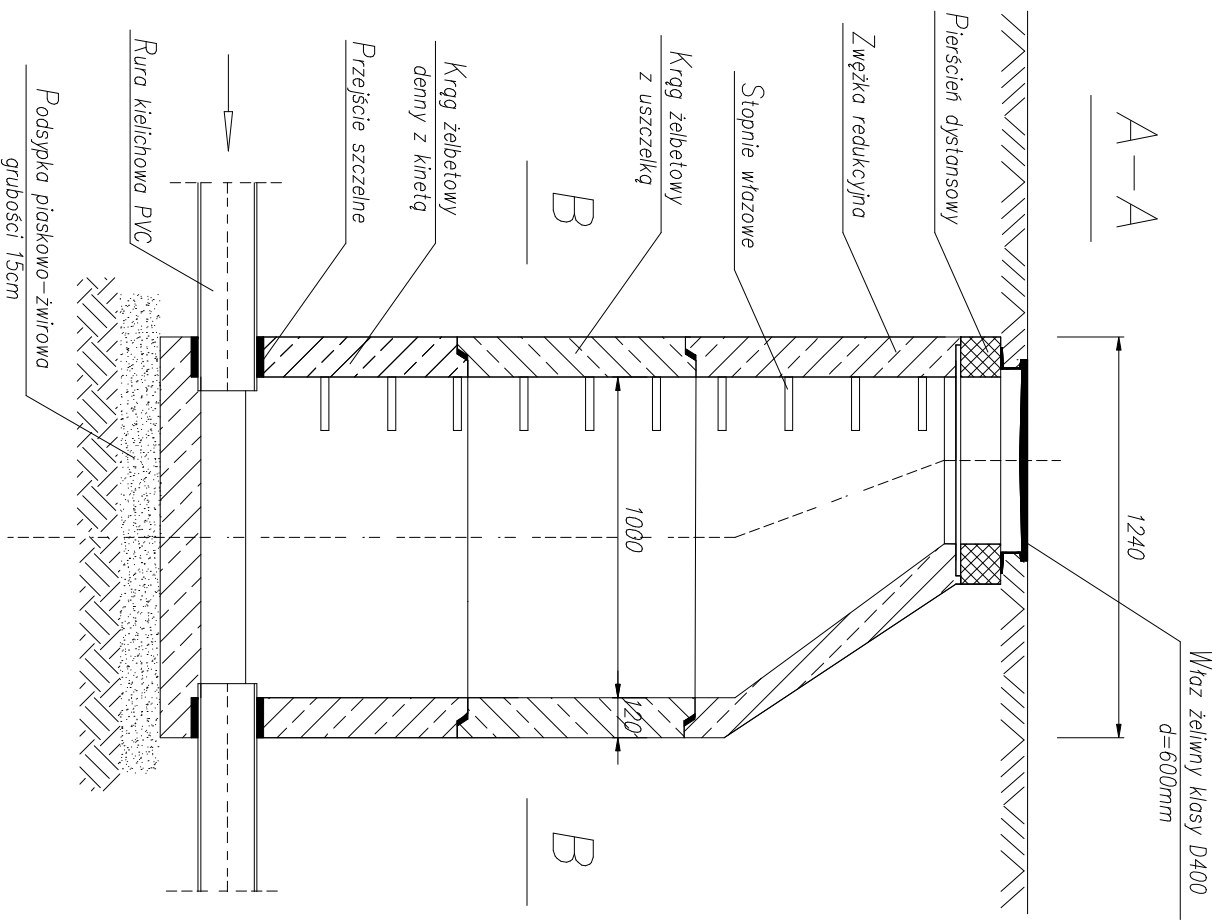 A-A
1240
Właz żeliwny klasy D400
d=600mm
Pierścień dystansowy
Zwężka redukcyjna
Stopnie włazowe
Krąg żelbetowy
z uszczelką
1000
120
B
B
Przejście szczelne
Krąg żelbetowy
denny z kinetą
Rura kielichowa PVC
Podsypka piaskowo-żwirowa
grubości 15cm